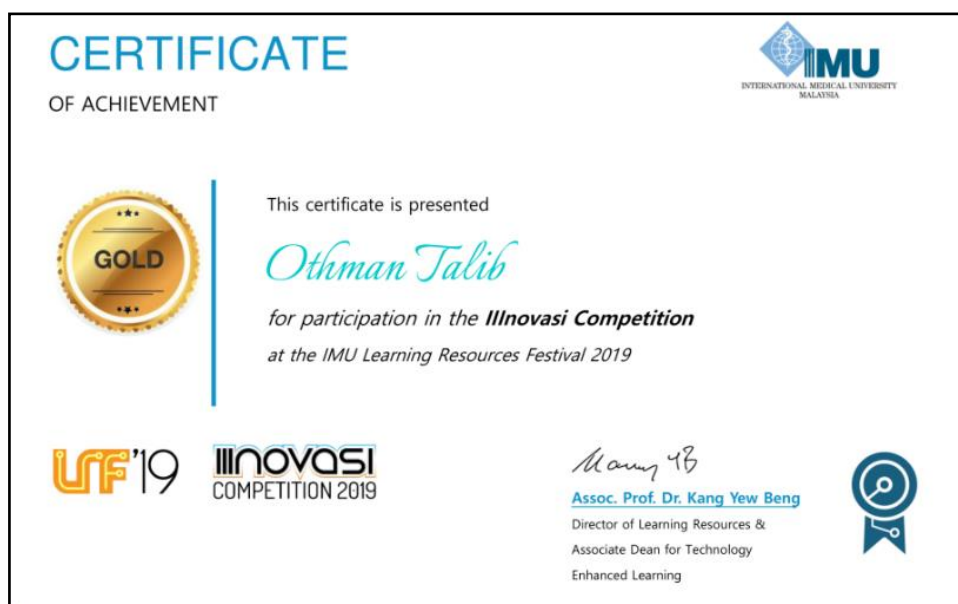 CERTIFICATE
OF ACHIEVEMENT
IMU
INTERNATIONAL MEDICAL UNIVERSITY
MALAYSIA
GOLD
This certificate is presented
Othman Talib
for participation in the IIInovasi Competition
at the IMU Learning Resources Festival 2019
LRF'19
IIINOVASI
COMPETITION 2019
Assoc. Prof. Dr. Kang Yew Beng
Director of Learning Resources &
Associate Dean for Technology
Enhanced Learning